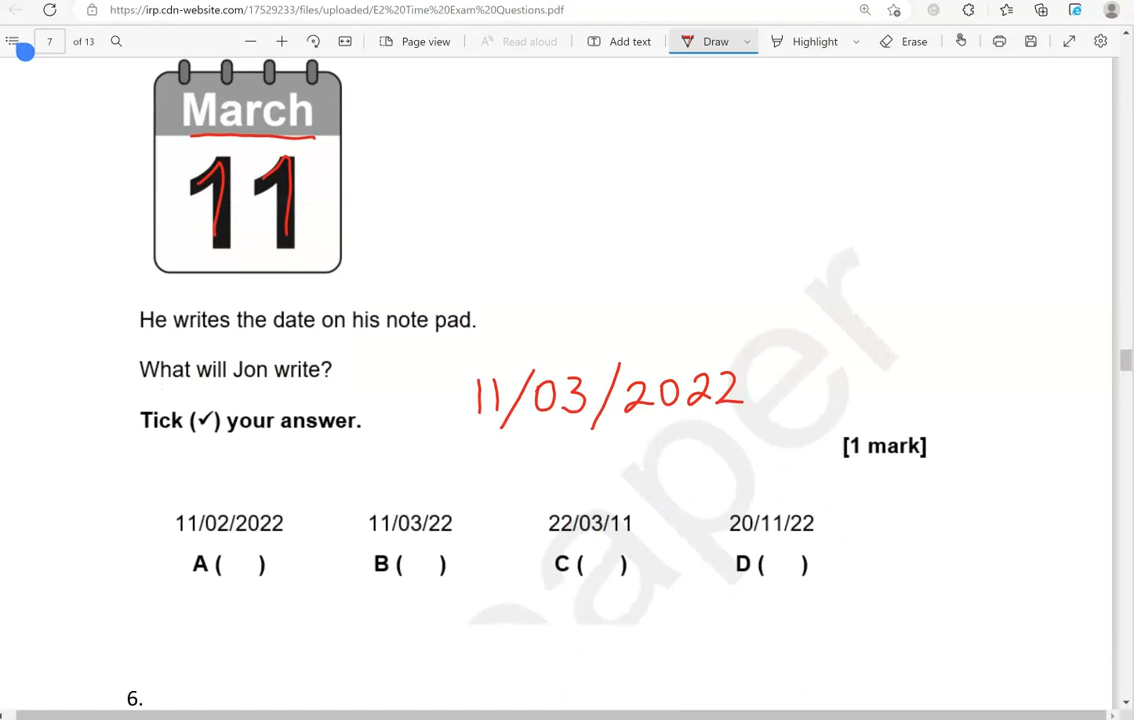 https://irp.cdn-website.com/17529233/files/uploaded/E2%20Time%20Exam%20Questions.pdf
7 of 13 Page view Read aloud Add text Draw Highlight Erase
March
11
He writes the date on his note pad.
What will Jon write?
11/03/2022
Tick (✓) your answer.
[1 mark]
11/02/2022 11/03/22 22/03/11 20/11/22
A ( ) B ( ) C ( ) D ( )
6.